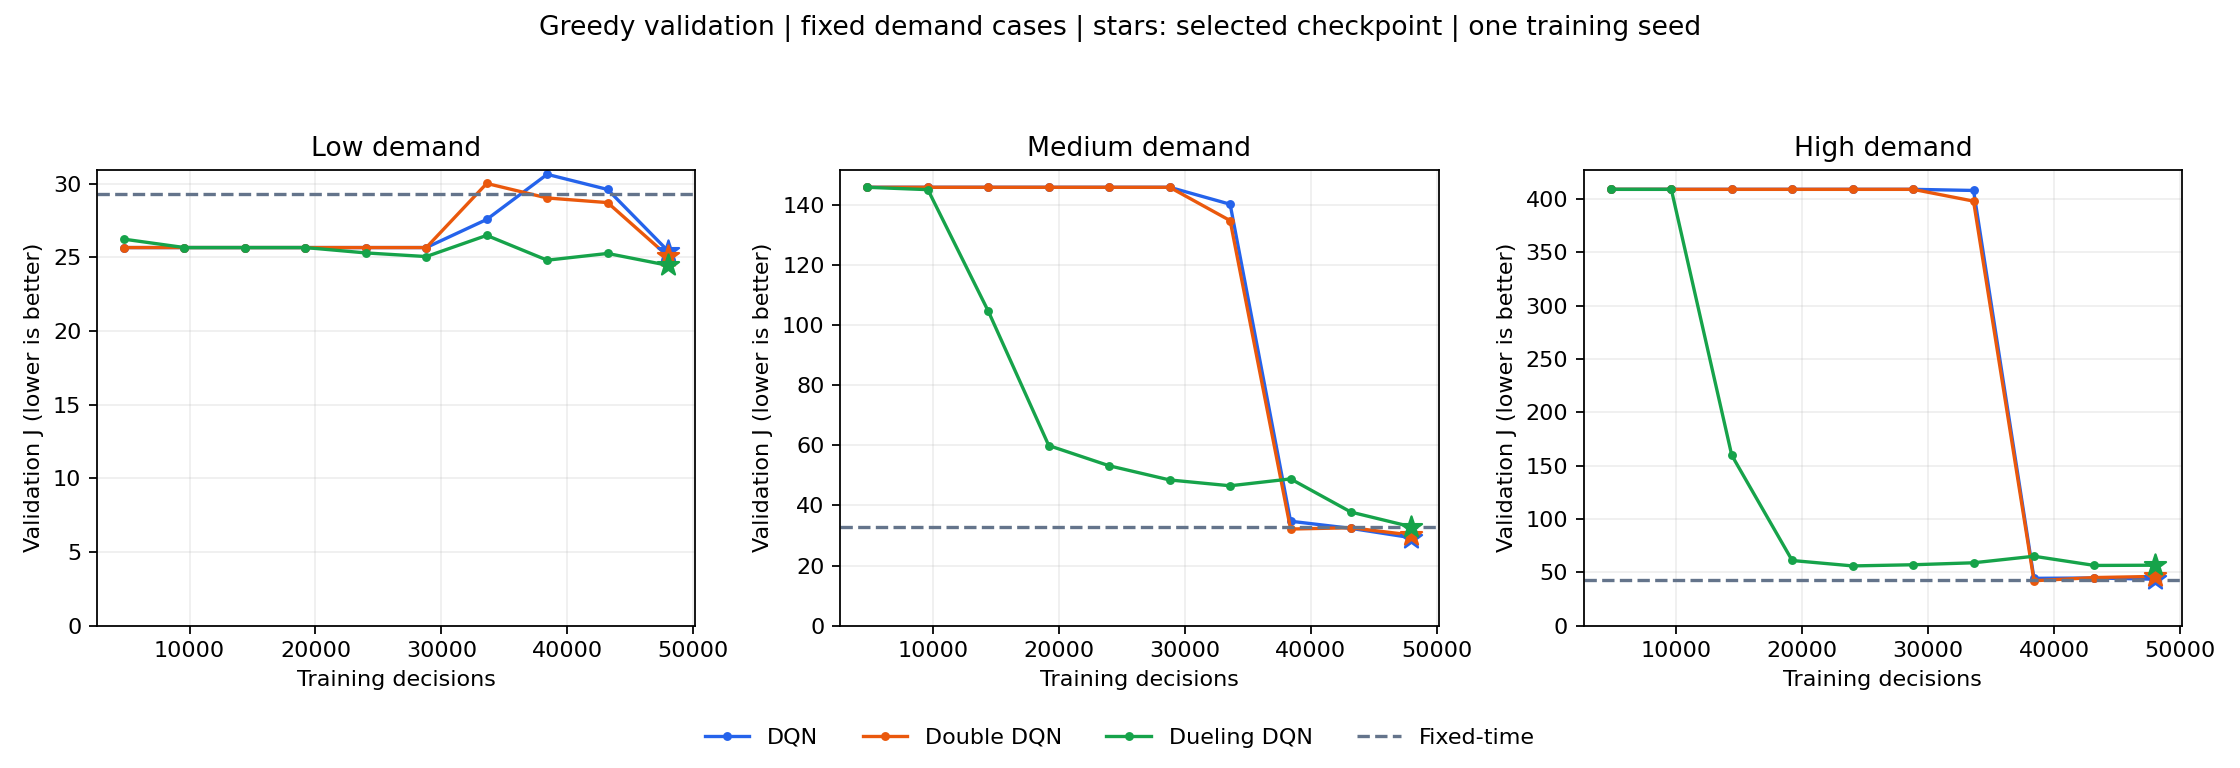 Greedy validation | fixed demand cases | stars: selected checkpoint | one training seed
Low demand
Validation J (lower is better)
30
25
20
15
10
5
0
10000 20000 30000 40000 50000
Training decisions
Medium demand
Validation J (lower is better)
140
120
100
80
60
40
20
0
10000 20000 30000 40000 50000
Training decisions
High demand
Validation J (lower is better)
400
350
300
250
200
150
100
50
0
10000 20000 30000 40000 50000
Training decisions
DQN Double DQN Dueling DQN Fixed-time